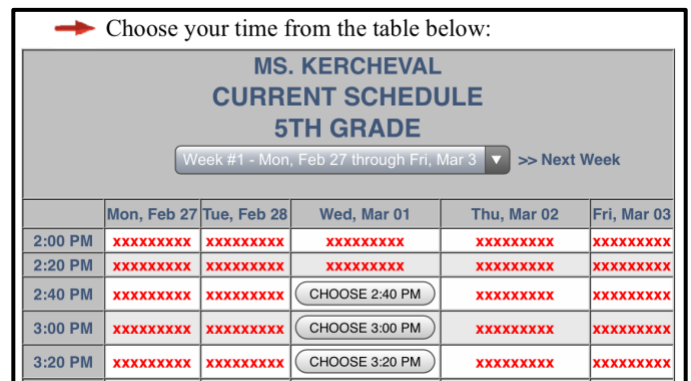 Choose your time from the table below:
MS. KERCHEVAL
CURRENT SCHEDULE
5TH GRADE
Week #1 - Mon, Feb 27 through Fri, Mar 3 >> Next Week
Mon, Feb 27 Tue, Feb 28 Wed, Mar 01 Thu, Mar 02 Fri, Mar 03
2:00 PM xxxxxxxxx xxxxxxxxx xxxxxxxxx xxxxxxxxx xxxxxxxxx
2:20 PM xxxxxxxxx xxxxxxxxx xxxxxxxxx xxxxxxxxx xxxxxxxxx
2:40 PM xxxxxxxxx xxxxxxxxx CHOOSE 2:40 PM xxxxxxxxx xxxxxxxxx
3:00 PM xxxxxxxxx xxxxxxxxx CHOOSE 3:00 PM xxxxxxxxx xxxxxxxxx
3:20 PM xxxxxxxxx xxxxxxxxx CHOOSE 3:20 PM xxxxxxxxx xxxxxxxxx